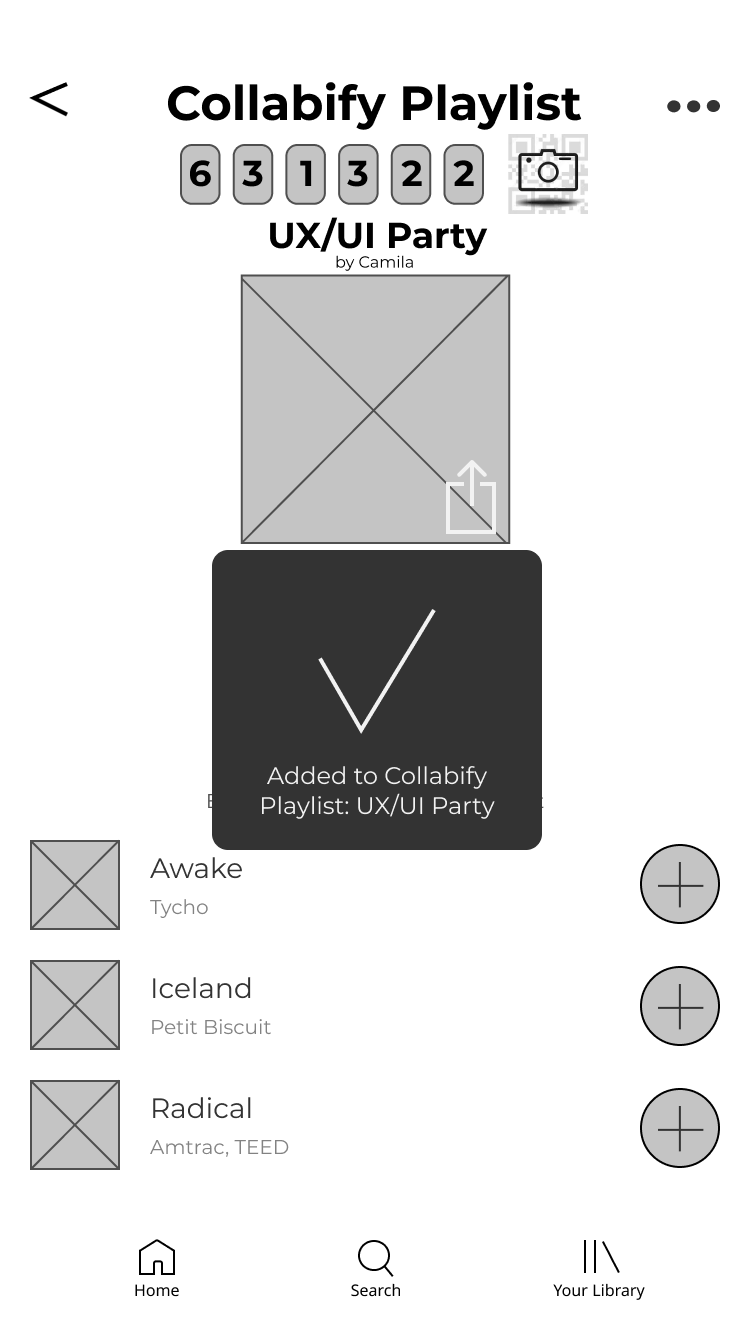 Collabify Playlist
6 3 1 3 2 2
UX/UI Party
by Camila
Added to Collabify
Playlist: UX/UI Party
Awake
Tycho
Iceland
Petit Biscuit
Radical
Amtrac, TEED
Home Search Your Library